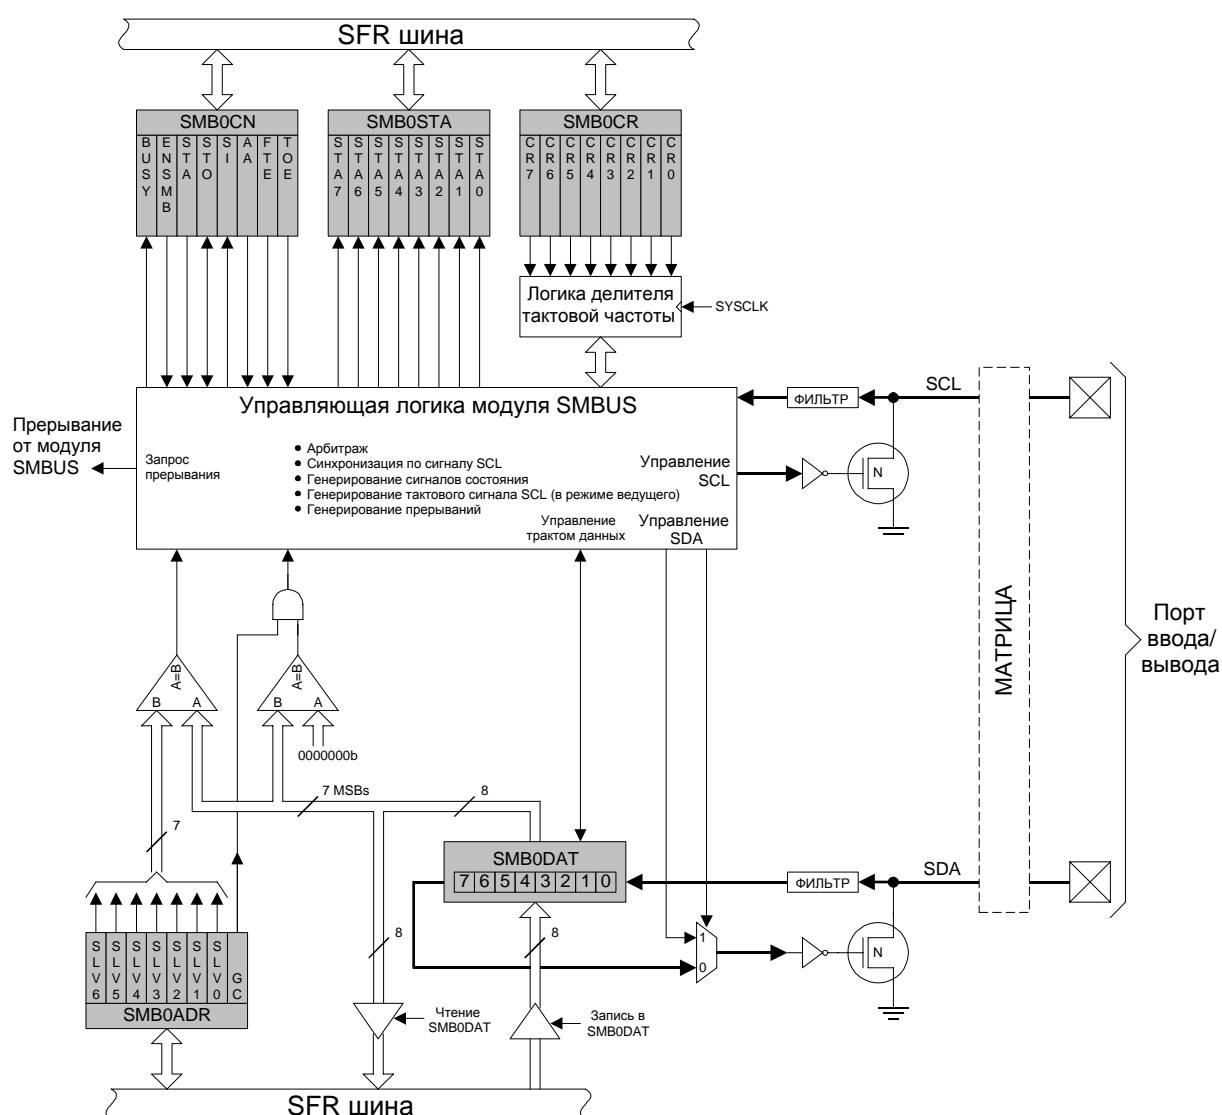 SFR шина
SMB0CN
SMB0STA
SMB0CR
BUSY
ENSMB
STA
STO
SI
AA
FTE
TOE
STA7
STA6
STA5
STA4
STA3
STA2
STA1
STA0
CR7
CR6
CR5
CR4
CR3
CR2
CR1
CR0
Логика делителя
тактовой частоты
SYSCLK
Управляющая логика модуля SMBUS
Прерывание
от модуля
SMBUS
Запрос
прерывания
• Арбитраж
• Синхронизация по сигналу SCL
• Генерирование сигналов состояния
• Генерирование тактового сигнала SCL (в режиме ведущего)
• Генерирование прерываний
Управление
SCL
Управление
трактом данных
Управление
SDA
ФИЛЬТР
SCL
N
МАТРИЦА
Порт
ввода/
вывода
A=B
B
A
A=B
B
A
0000000b
7 MSBs
8
7
SMB0DAT
7 6 5 4 3 2 1 0
ФИЛЬТР
SDA
1
0
N
8
8
SLV6
SLV5
SLV4
SLV3
SLV2
SLV1
SLV0
GC
SMB0ADR
Чтение
SMB0DAT
Запись в
SMB0DAT
SFR шина